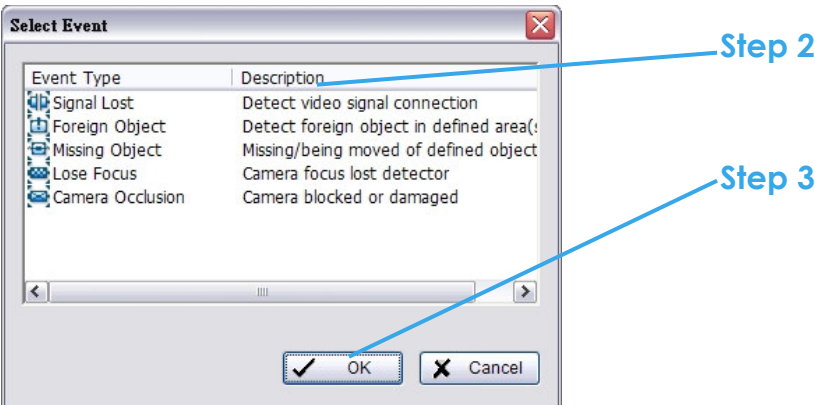 Select Event
Step 2
Event Type Description
Signal Lost Detect video signal connection
Foreign Object Detect foreign object in defined area(s
Missing Object Missing/being moved of defined object
Lose Focus Camera focus lost detector
Step 3
Camera Occlusion Camera blocked or damaged
OK Cancel